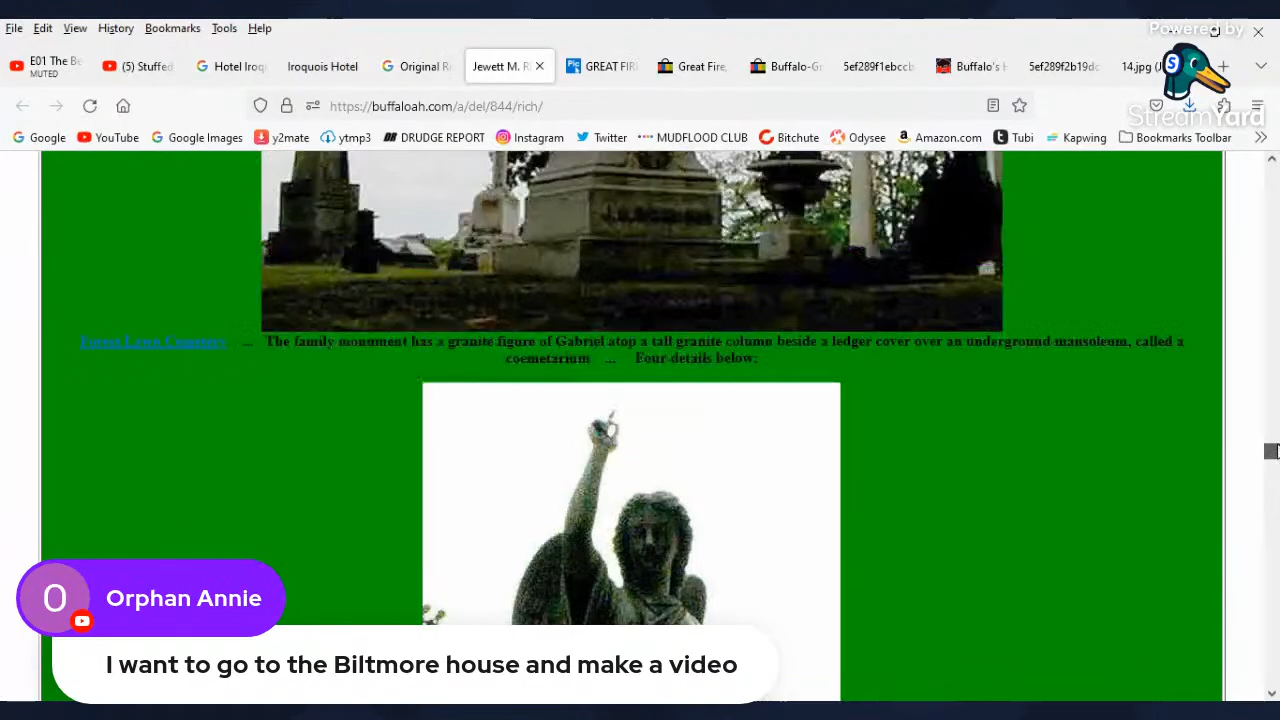 File Edit View History Bookmarks Tools Help
Powered by
E01 The Be
MUTED
(5) Stuffed
Hotel Iroq
Iroquois Hotel
Original R
Jewett M. R
GREAT FIR
Great Fire,
Buffalo-Gr
5ef289f1ebccb
Buffalo's H
5ef289f2b19dc
14.jpg (J
https://buffaloah.com/a/del/844/rich/
StreamYard
Google YouTube Google Images y2mate ytmp3 DRUDGE REPORT Instagram Twitter MUDFLOOD CLUB Bitchute Odysee Amazon.com Tubi Kapwing Bookmarks Toolbar
Forest Lawn Cemetery ... The family monument has a granite figure of Gabriel atop a tall granite column beside a ledger cover over an underground mausoleum, called a
coemetarium ... Four details below:
O Orphan Annie
I want to go to the Biltmore house and make a video